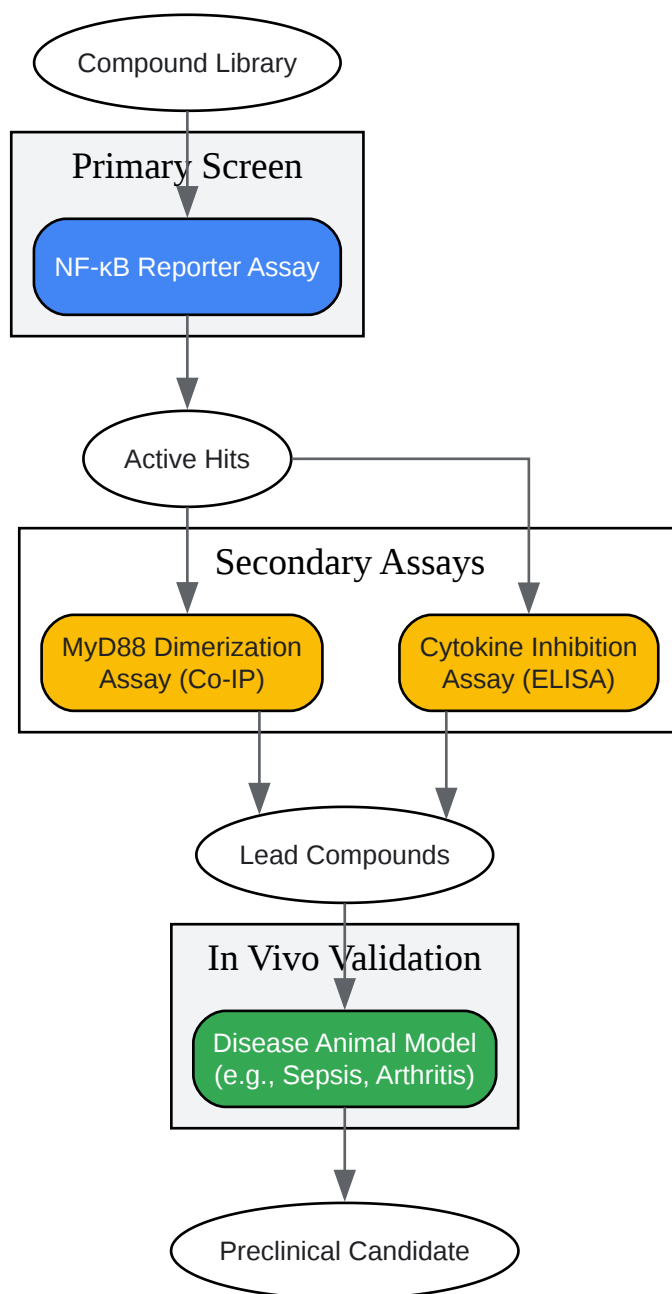 Compound Library
Primary Screen
NF-κB Reporter Assay
Active Hits
Secondary Assays
MyD88 Dimerization
Assay (Co-IP)
Cytokine Inhibition
Assay (ELISA)
Lead Compounds
In Vivo Validation
Disease Animal Model
(e.g., Sepsis, Arthritis)
Preclinical Candidate